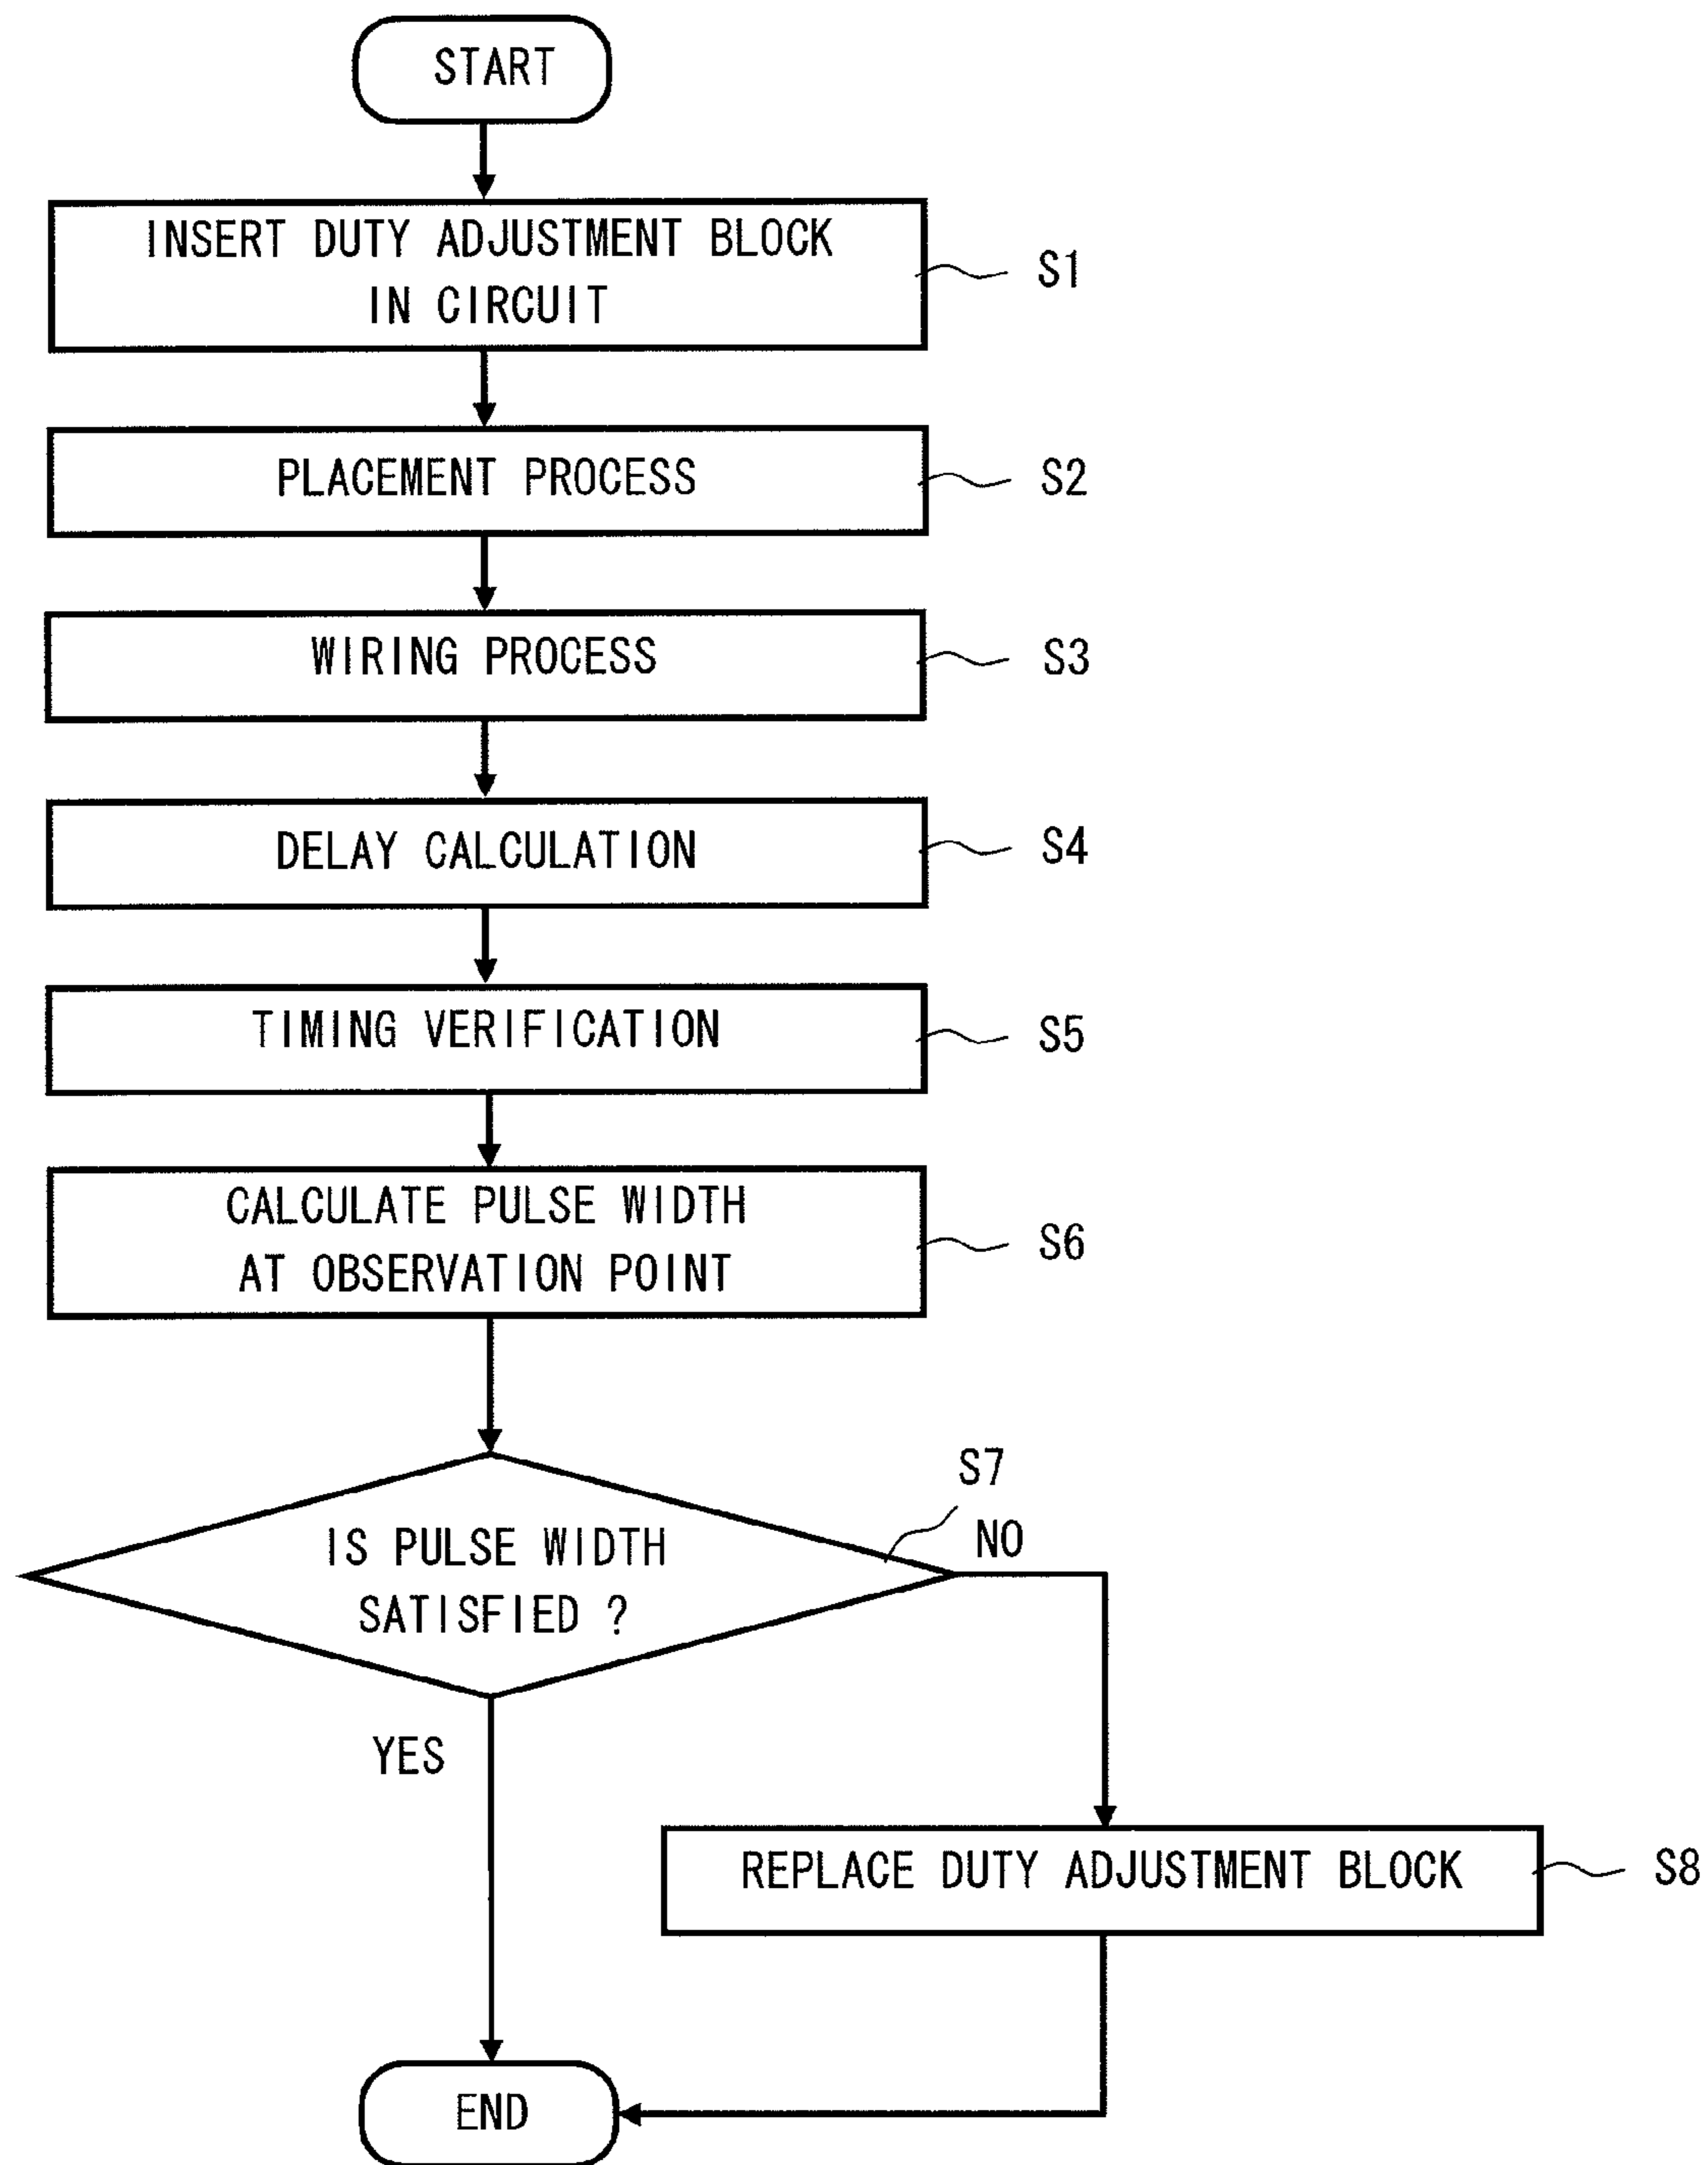 START
INSERT DUTY ADJUSTMENT BLOCK
IN CIRCUIT
S1
PLACEMENT PROCESS
S2
WIRING PROCESS
S3
DELAY CALCULATION
S4
TIMING VERIFICATION
S5
CALCULATE PULSE WIDTH
AT OBSERVATION POINT
S6
S7
IS PULSE WIDTH
SATISFIED ?
NO
YES
REPLACE DUTY ADJUSTMENT BLOCK
S8
END